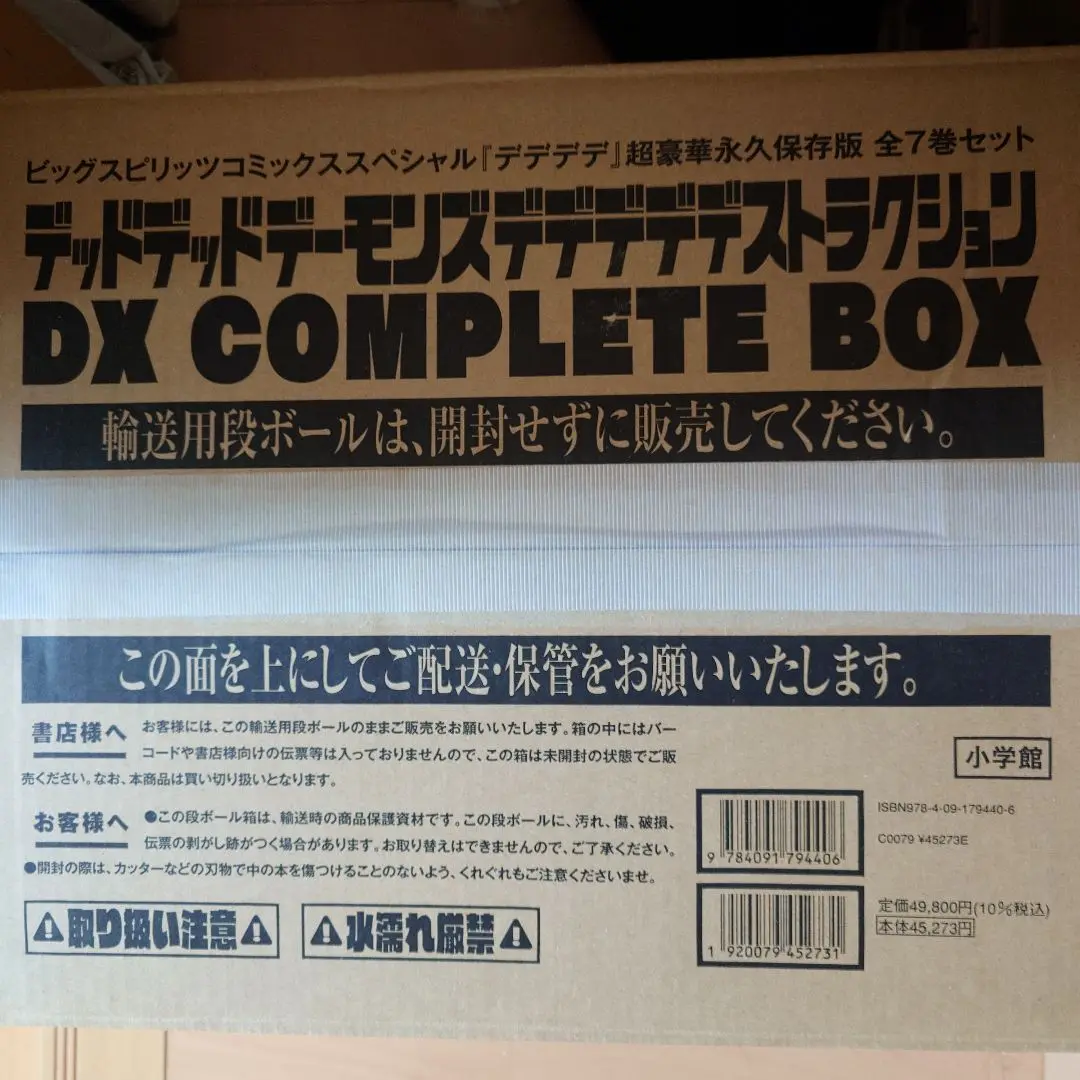 ビッグスピリッツコミックススペシャル『デデデデ』超豪華永久保存版 全7巻セット
デッドデッドデーモンズデデデデデストラクション
DX COMPLETE BOX
輸送用段ボールは、開封せずに販売してください。
この面を上にしてご配送・保管をお願いいたします。
書店様へ お客様には、この輸送用段ボールのままご販売をお願いいたします。箱の中にはバー
コードや書店様向けの伝票等は入っておりませんので、この箱は未開封の状態でご販
売ください。なお、本商品は買い切り扱いとなります。
お客様へ ●この段ボール箱は、輸送時の商品保護資材です。この段ボールに、汚れ、傷、破損、
伝票の剥がし跡がつく場合があります。お取り替えはできませんので、ご了承ください。
●開封の際は、カッターなどの刃物で中の本を傷つけることのないよう、くれぐれもご注意くださいませ。
取り扱い注意
水濡れ厳禁
小学館
9 784091 794406
ISBN978-4-09-179440-6
C0079 ¥45273E
1 920079 452731
定価49,800円(10%税込)
本体45,273円